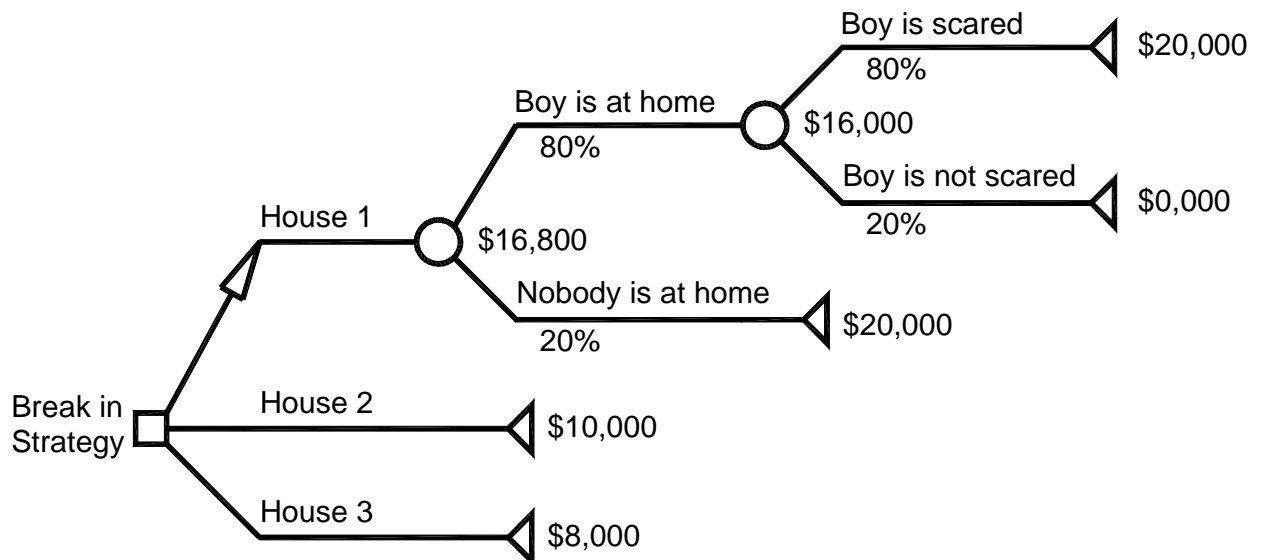 Boy is scared
80%
$20,000
Boy is at home
80%
$16,000
Boy is not scared
20%
$0,000
House 1
$16,800
Nobody is at home
20%
$20,000
Break in
Strategy
House 2
$10,000
House 3
$8,000